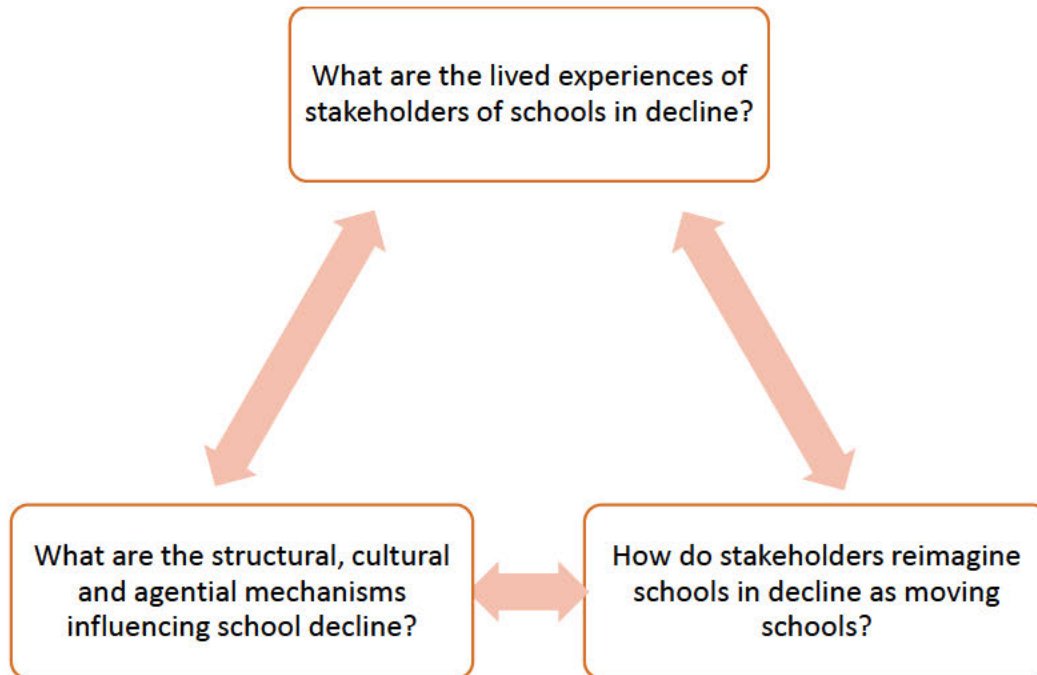 What are the lived experiences of
stakeholders of schools in decline?
What are the structural, cultural
and agential mechanisms
influencing school decline?
How do stakeholders reimagine
schools in decline as moving
schools?